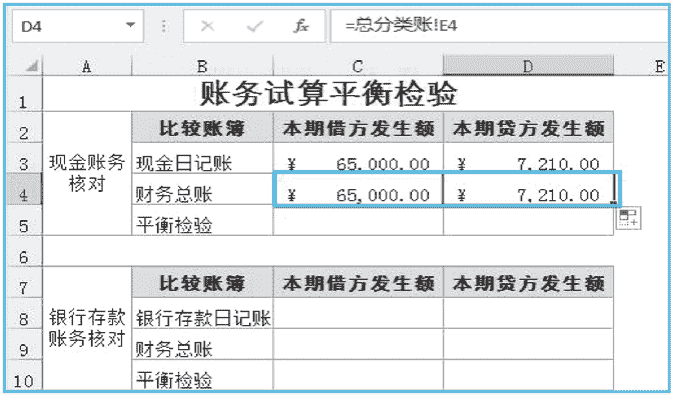 D4 fx =总分类账!E4
A B C D E
1 账务试算平衡检验
2 比较账簿 本期借方发生额 本期贷方发生额
3 现金账务 现金日记账 ¥ 65,000.00 ¥ 7,210.00
4 核对 财务总账 ¥ 65,000.00 ¥ 7,210.00
5 平衡检验
6
7 比较账簿 本期借方发生额 本期贷方发生额
8 银行存款 银行存款日记账
9 账务核对 财务总账
10 平衡检验